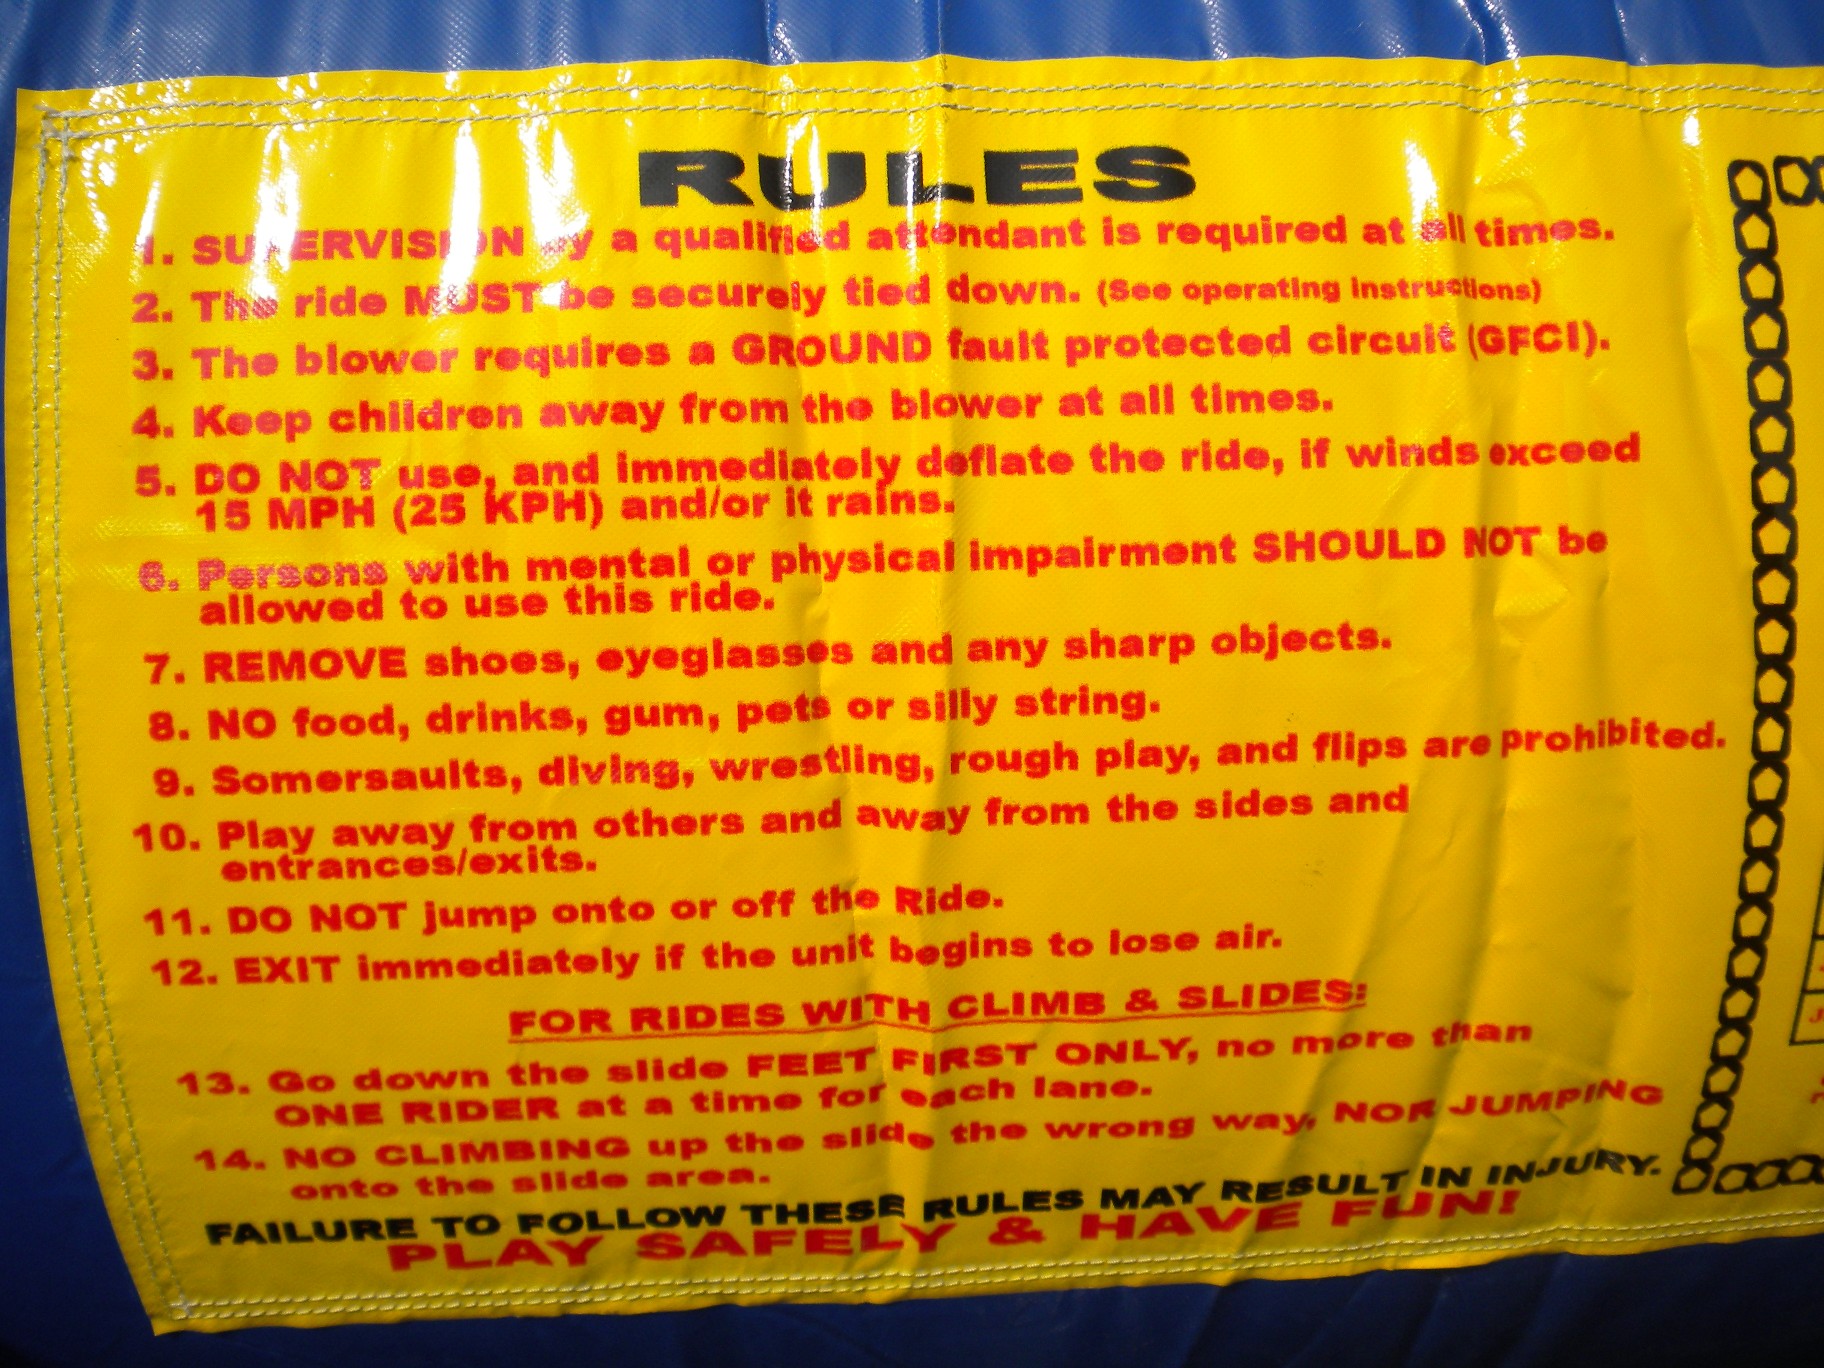 RULES
1. SUPERVISION by a qualified attendant is required at all times.
2. The ride MUST be securely tied down. (See operating instructions)
3. The blower requires a GROUND fault protected circuit (GFCI).
4. Keep children away from the blower at all times.
5. DO NOT use, and immediately deflate the ride, if winds exceed
15 MPH (25 KPH) and/or it rains.
6. Persons with mental or physical impairment SHOULD NOT be
allowed to use this ride.
7. REMOVE shoes, eyeglasses and any sharp objects.
8. NO food, drinks, gum, pets or silly string.
9. Somersaults, diving, wrestling, rough play, and flips are prohibited.
10. Play away from others and away from the sides and
entrances/exits.
11. DO NOT jump onto or off the Ride.
12. EXIT immediately if the unit begins to lose air.
FOR RIDES WITH CLIMB & SLIDES:
13. Go down the slide FEET FIRST ONLY, no more than
ONE RIDER at a time for each lane.
14. NO CLIMBING up the slide the wrong way, NOR JUMPING
onto the slide area.
FAILURE TO FOLLOW THESE RULES MAY RESULT IN INJURY.
PLAY SAFELY & HAVE FUN!